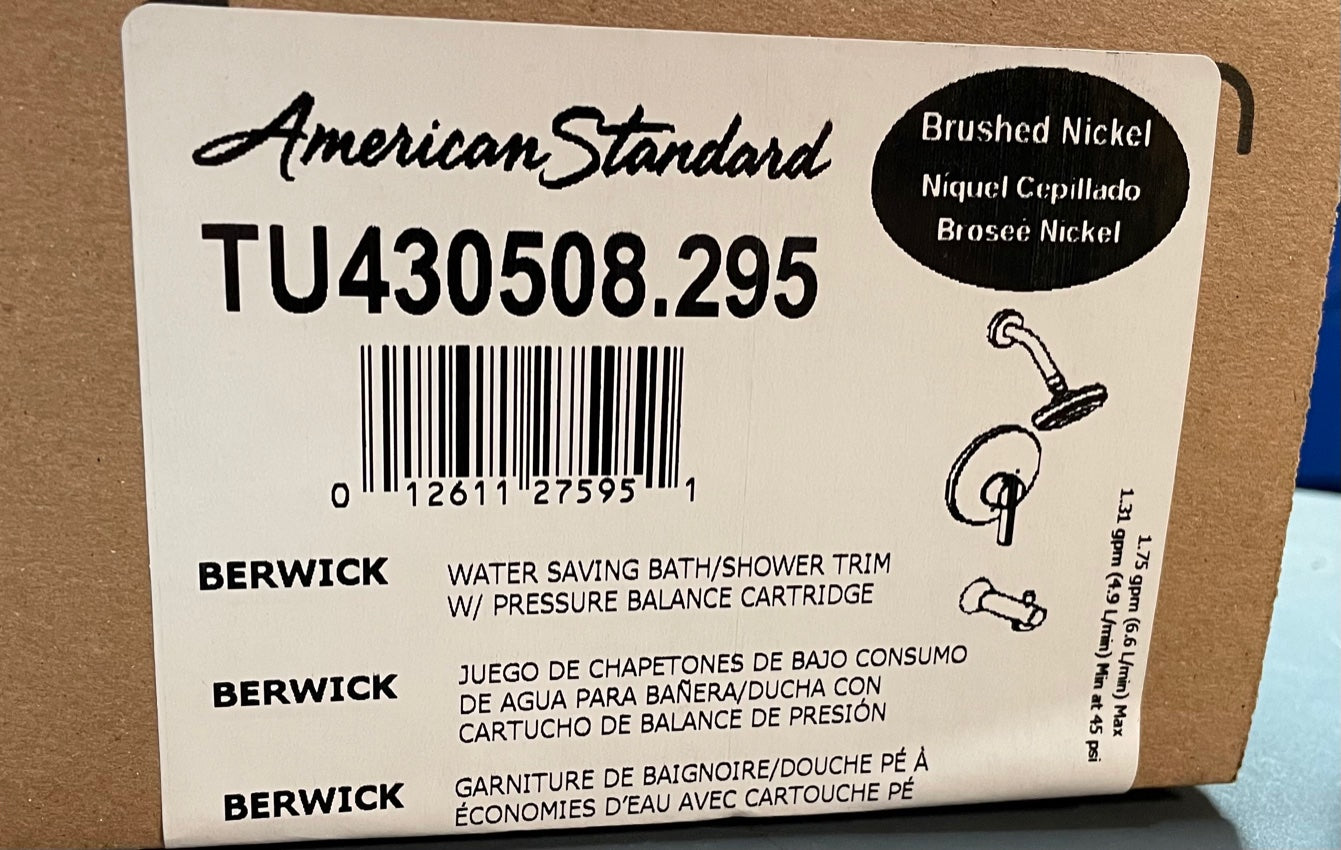 American Standard
Brushed Nickel
Níquel Cepillado
Broseé Nickel
TU430508.295
0 12611 27595 1
BERWICK
WATER SAVING BATH/SHOWER TRIM
W/ PRESSURE BALANCE CARTRIDGE
BERWICK
JUEGO DE CHAPETONES DE BAJO CONSUMO
DE AGUA PARA BAÑERA/DUCHA CON
CARTUCHO DE BALANCE DE PRESIÓN
BERWICK
GARNITURE DE BAIGNOIRE/DOUCHE PÉ À
ÉCONOMIES D'EAU AVEC CARTOUCHE PÉ
1.75 gpm (6.6 L/min) Max
1.31 gpm (4.9 L/min) Min at 45 psi